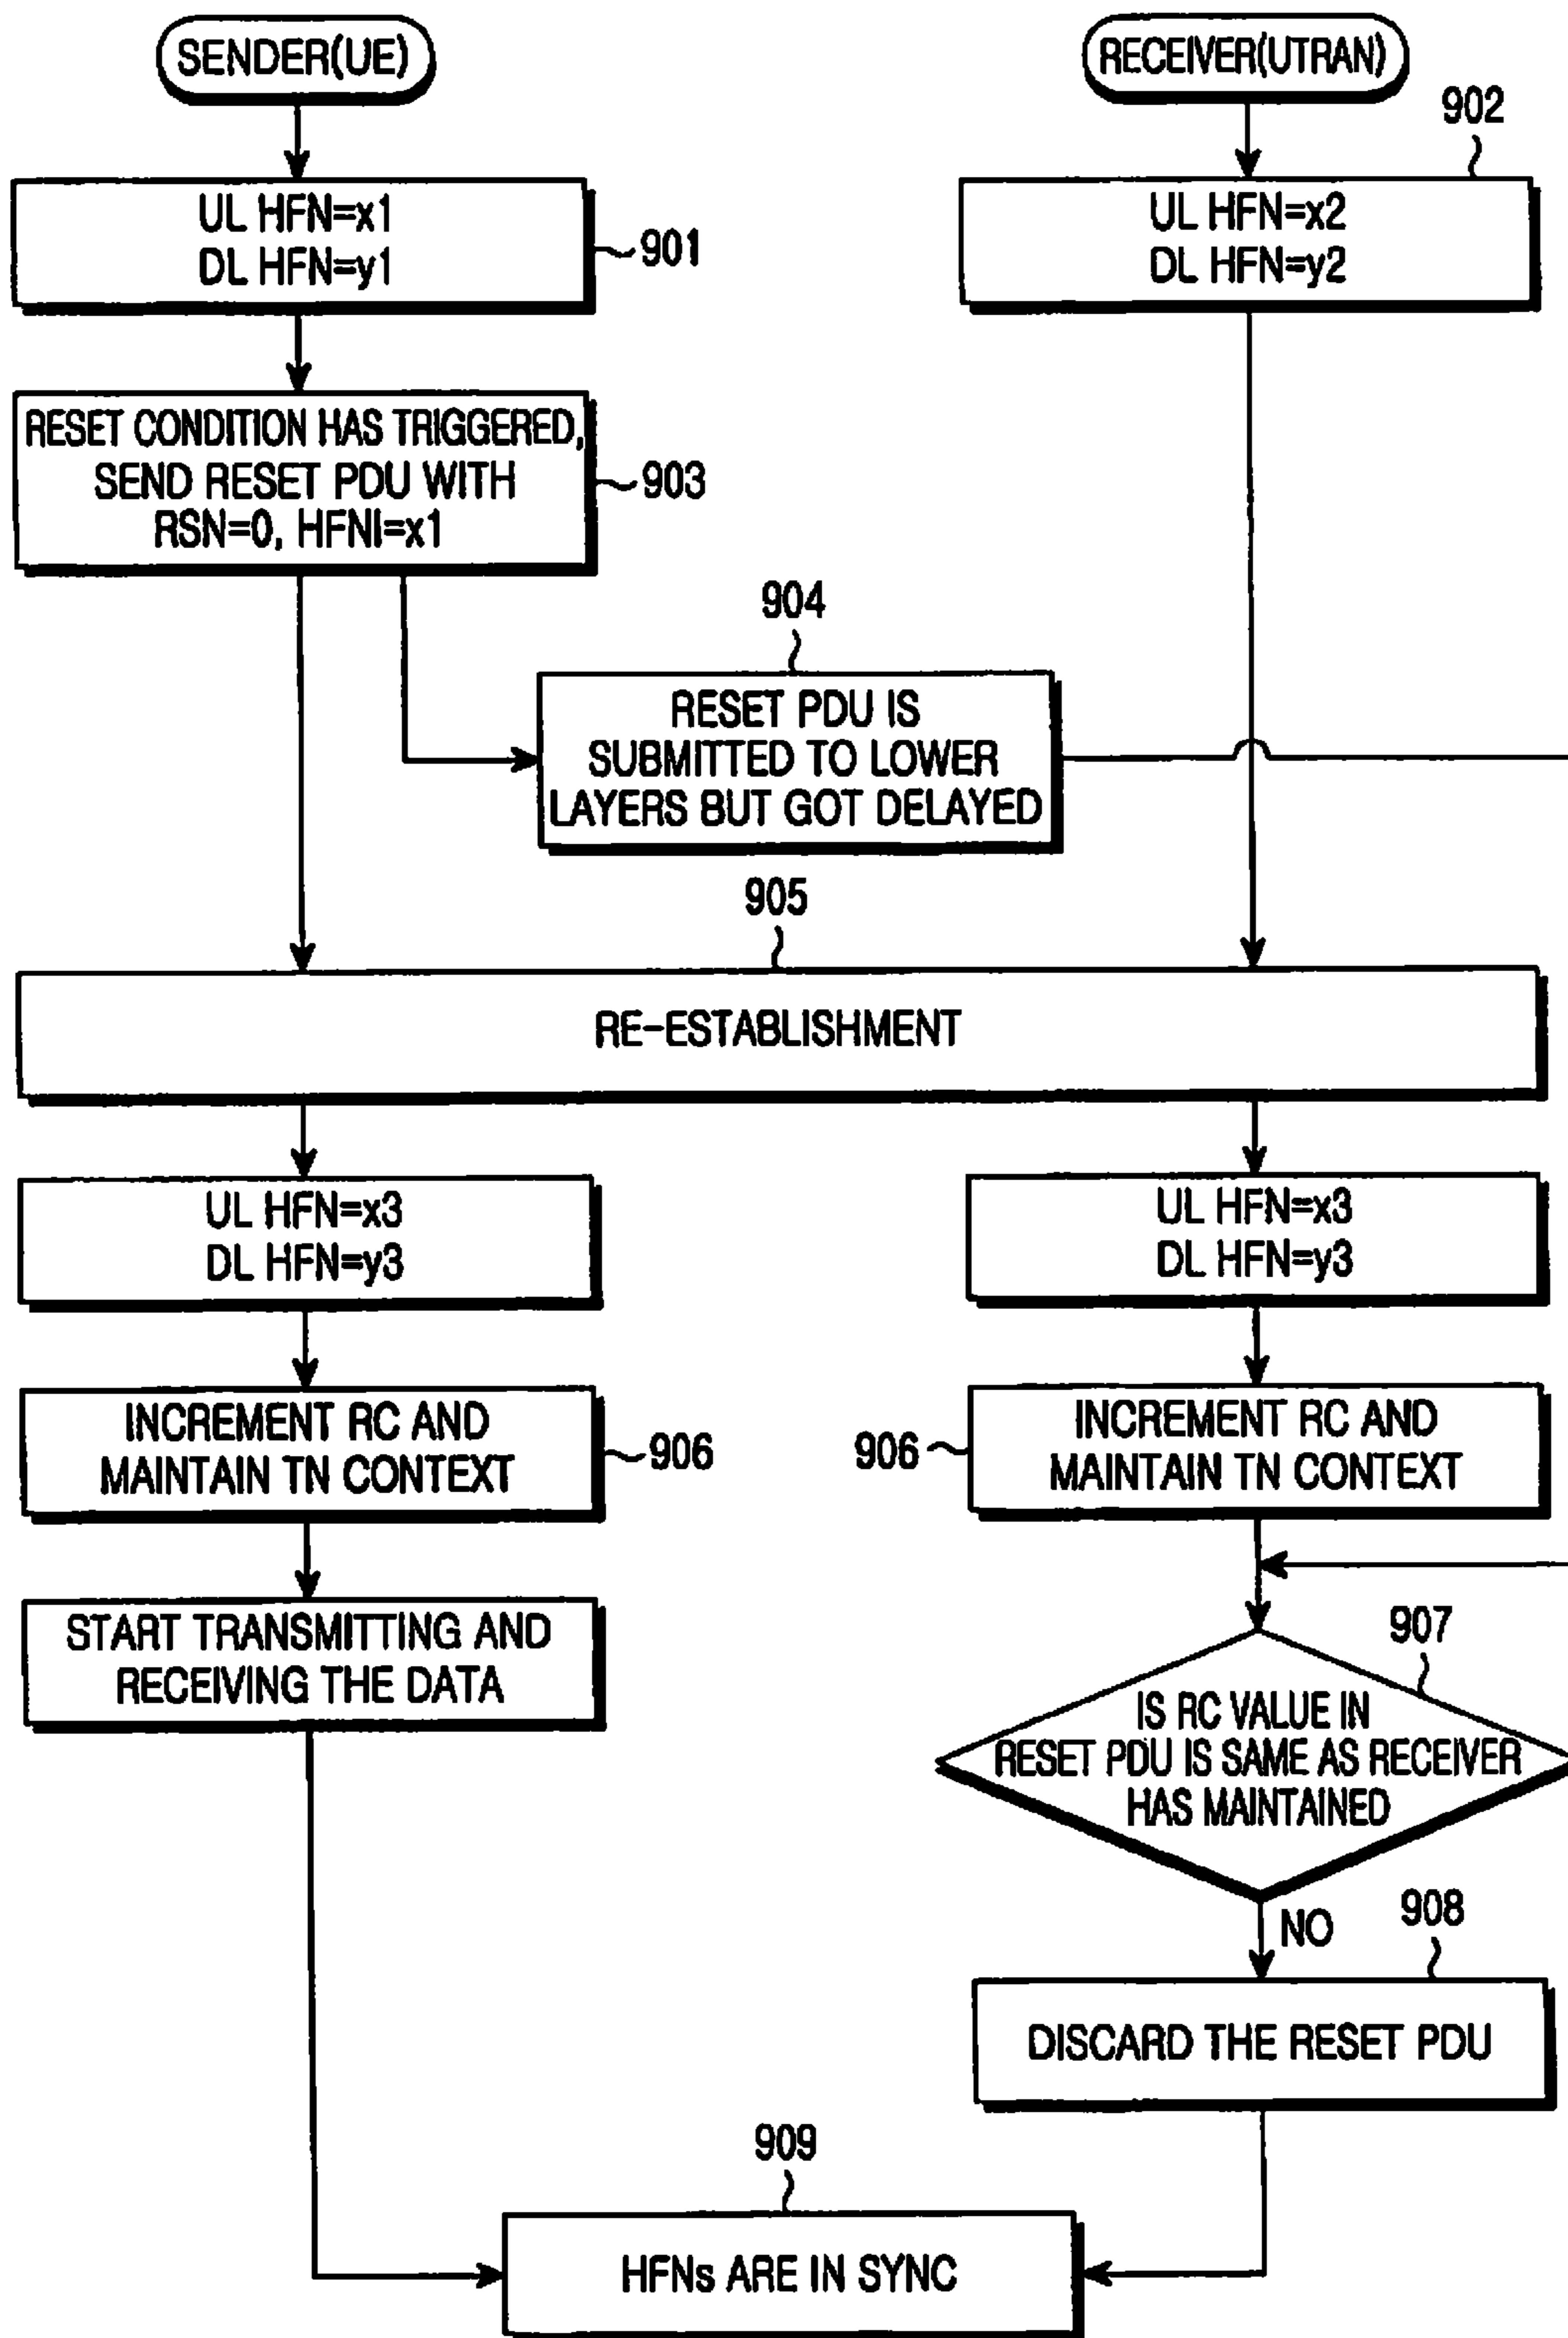 SENDER(UE)
RECEIVER(UTRAN)
902
UL HFN=x1
DL HFN=y1
901
UL HFN=x2
DL HFN=y2
RESET CONDITION HAS TRIGGERED,
SEND RESET PDU WITH
RSN=0, HFNI=x1
903
904
RESET PDU IS
SUBMITTED TO LOWER
LAYERS BUT GOT DELAYED
905
RE-ESTABLISHMENT
UL HFN=x3
DL HFN=y3
UL HFN=x3
DL HFN=y3
INCREMENT RC AND
MAINTAIN TN CONTEXT
906
906
INCREMENT RC AND
MAINTAIN TN CONTEXT
START TRANSMITTING AND
RECEIVING THE DATA
907
IS RC VALUE IN
RESET PDU IS SAME AS RECEIVER
HAS MAINTAINED
NO
908
DISCARD THE RESET PDU
909
HFNs ARE IN SYNC